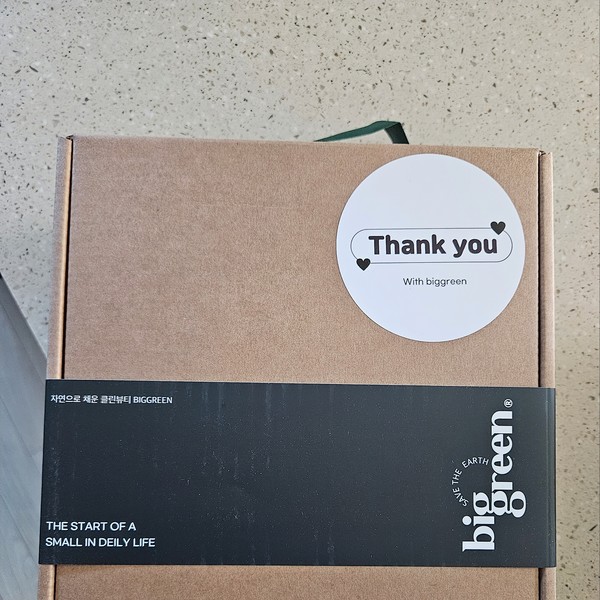 Thank you
With biggreen
자연으로 채운 클린뷰티 BIGGREEN
SAVE THE EARTH
big
green®
THE START OF A
SMALL IN DEILY LIFE